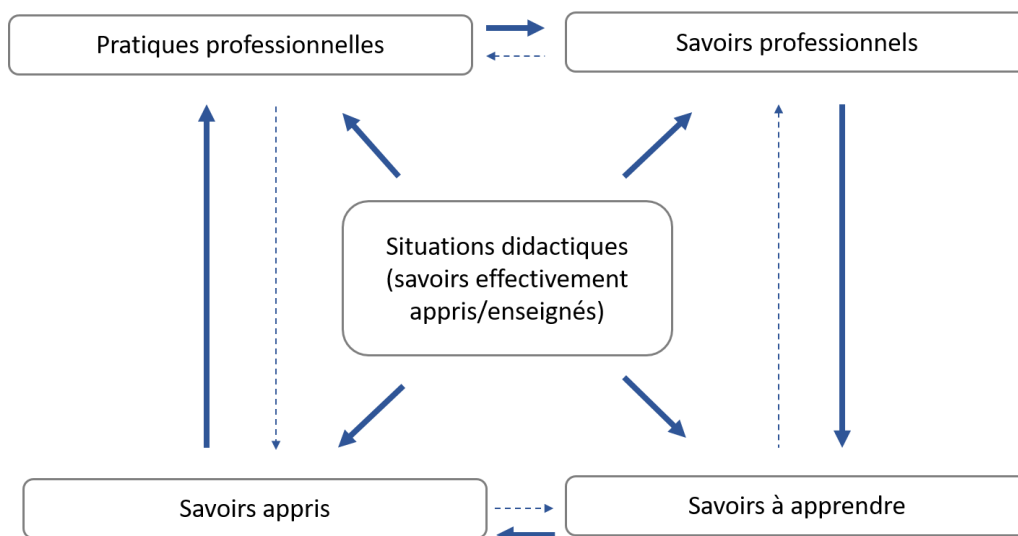 Pratiques professionnelles
Savoirs professionnels
Situations didactiques
(savoirs effectivement
appris/enseignés)
Savoirs appris
Savoirs à apprendre